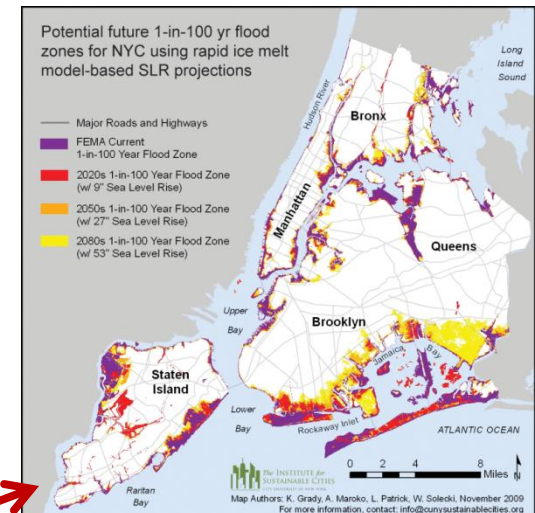 Potential future 1-in-100 yr flood
zones for NYC using rapid ice melt
model-based SLR projections
Long
Island
Sound
Hudson River
Major Roads and Highways
FEMA Current
1-in-100 Year Flood Zone
2020s 1-in-100 Year Flood Zone
(w/ 9" Sea Level Rise)
2050s 1-in-100 Year Flood Zone
(w/ 27" Sea Level Rise)
2080s 1-in-100 Year Flood Zone
(w/ 53" Sea Level Rise)
Bronx
Manhattan
Queens
Upper
Bay
Brooklyn
Jamaica
Bay
Staten
Island
Lower
Bay
Rockaway Inlet
ATLANTIC OCEAN
Raritan
Bay
The INSTITUTE for
SUSTAINABLE CITIES
0 2 4 8
Miles
N
Map Authors: K. Grady, A. Maroko, L. Patrick, W. Solecki, November 2009
For more information, contact: info@cunysustainablecities.org